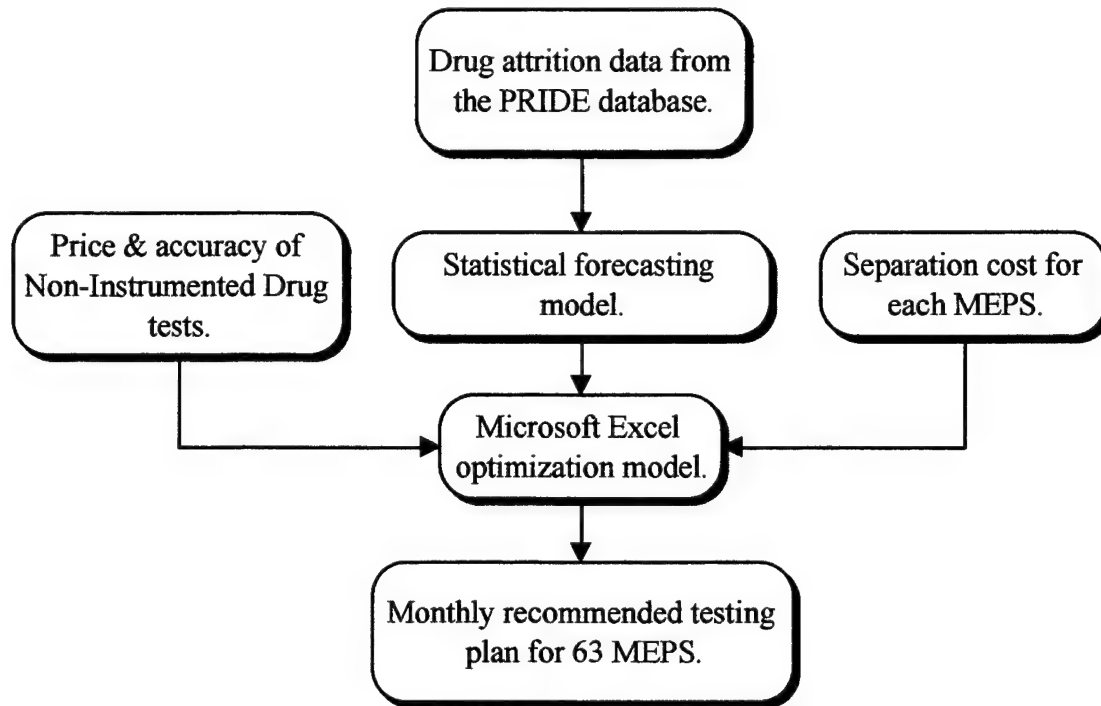 Drug attrition data from
the PRIDE database.
Price & accuracy of
Non-Instrumented Drug
tests.
Statistical forecasting
model.
Separation cost for
each MEPS.
Microsoft Excel
optimization model.
Monthly recommended testing
plan for 63 MEPS.